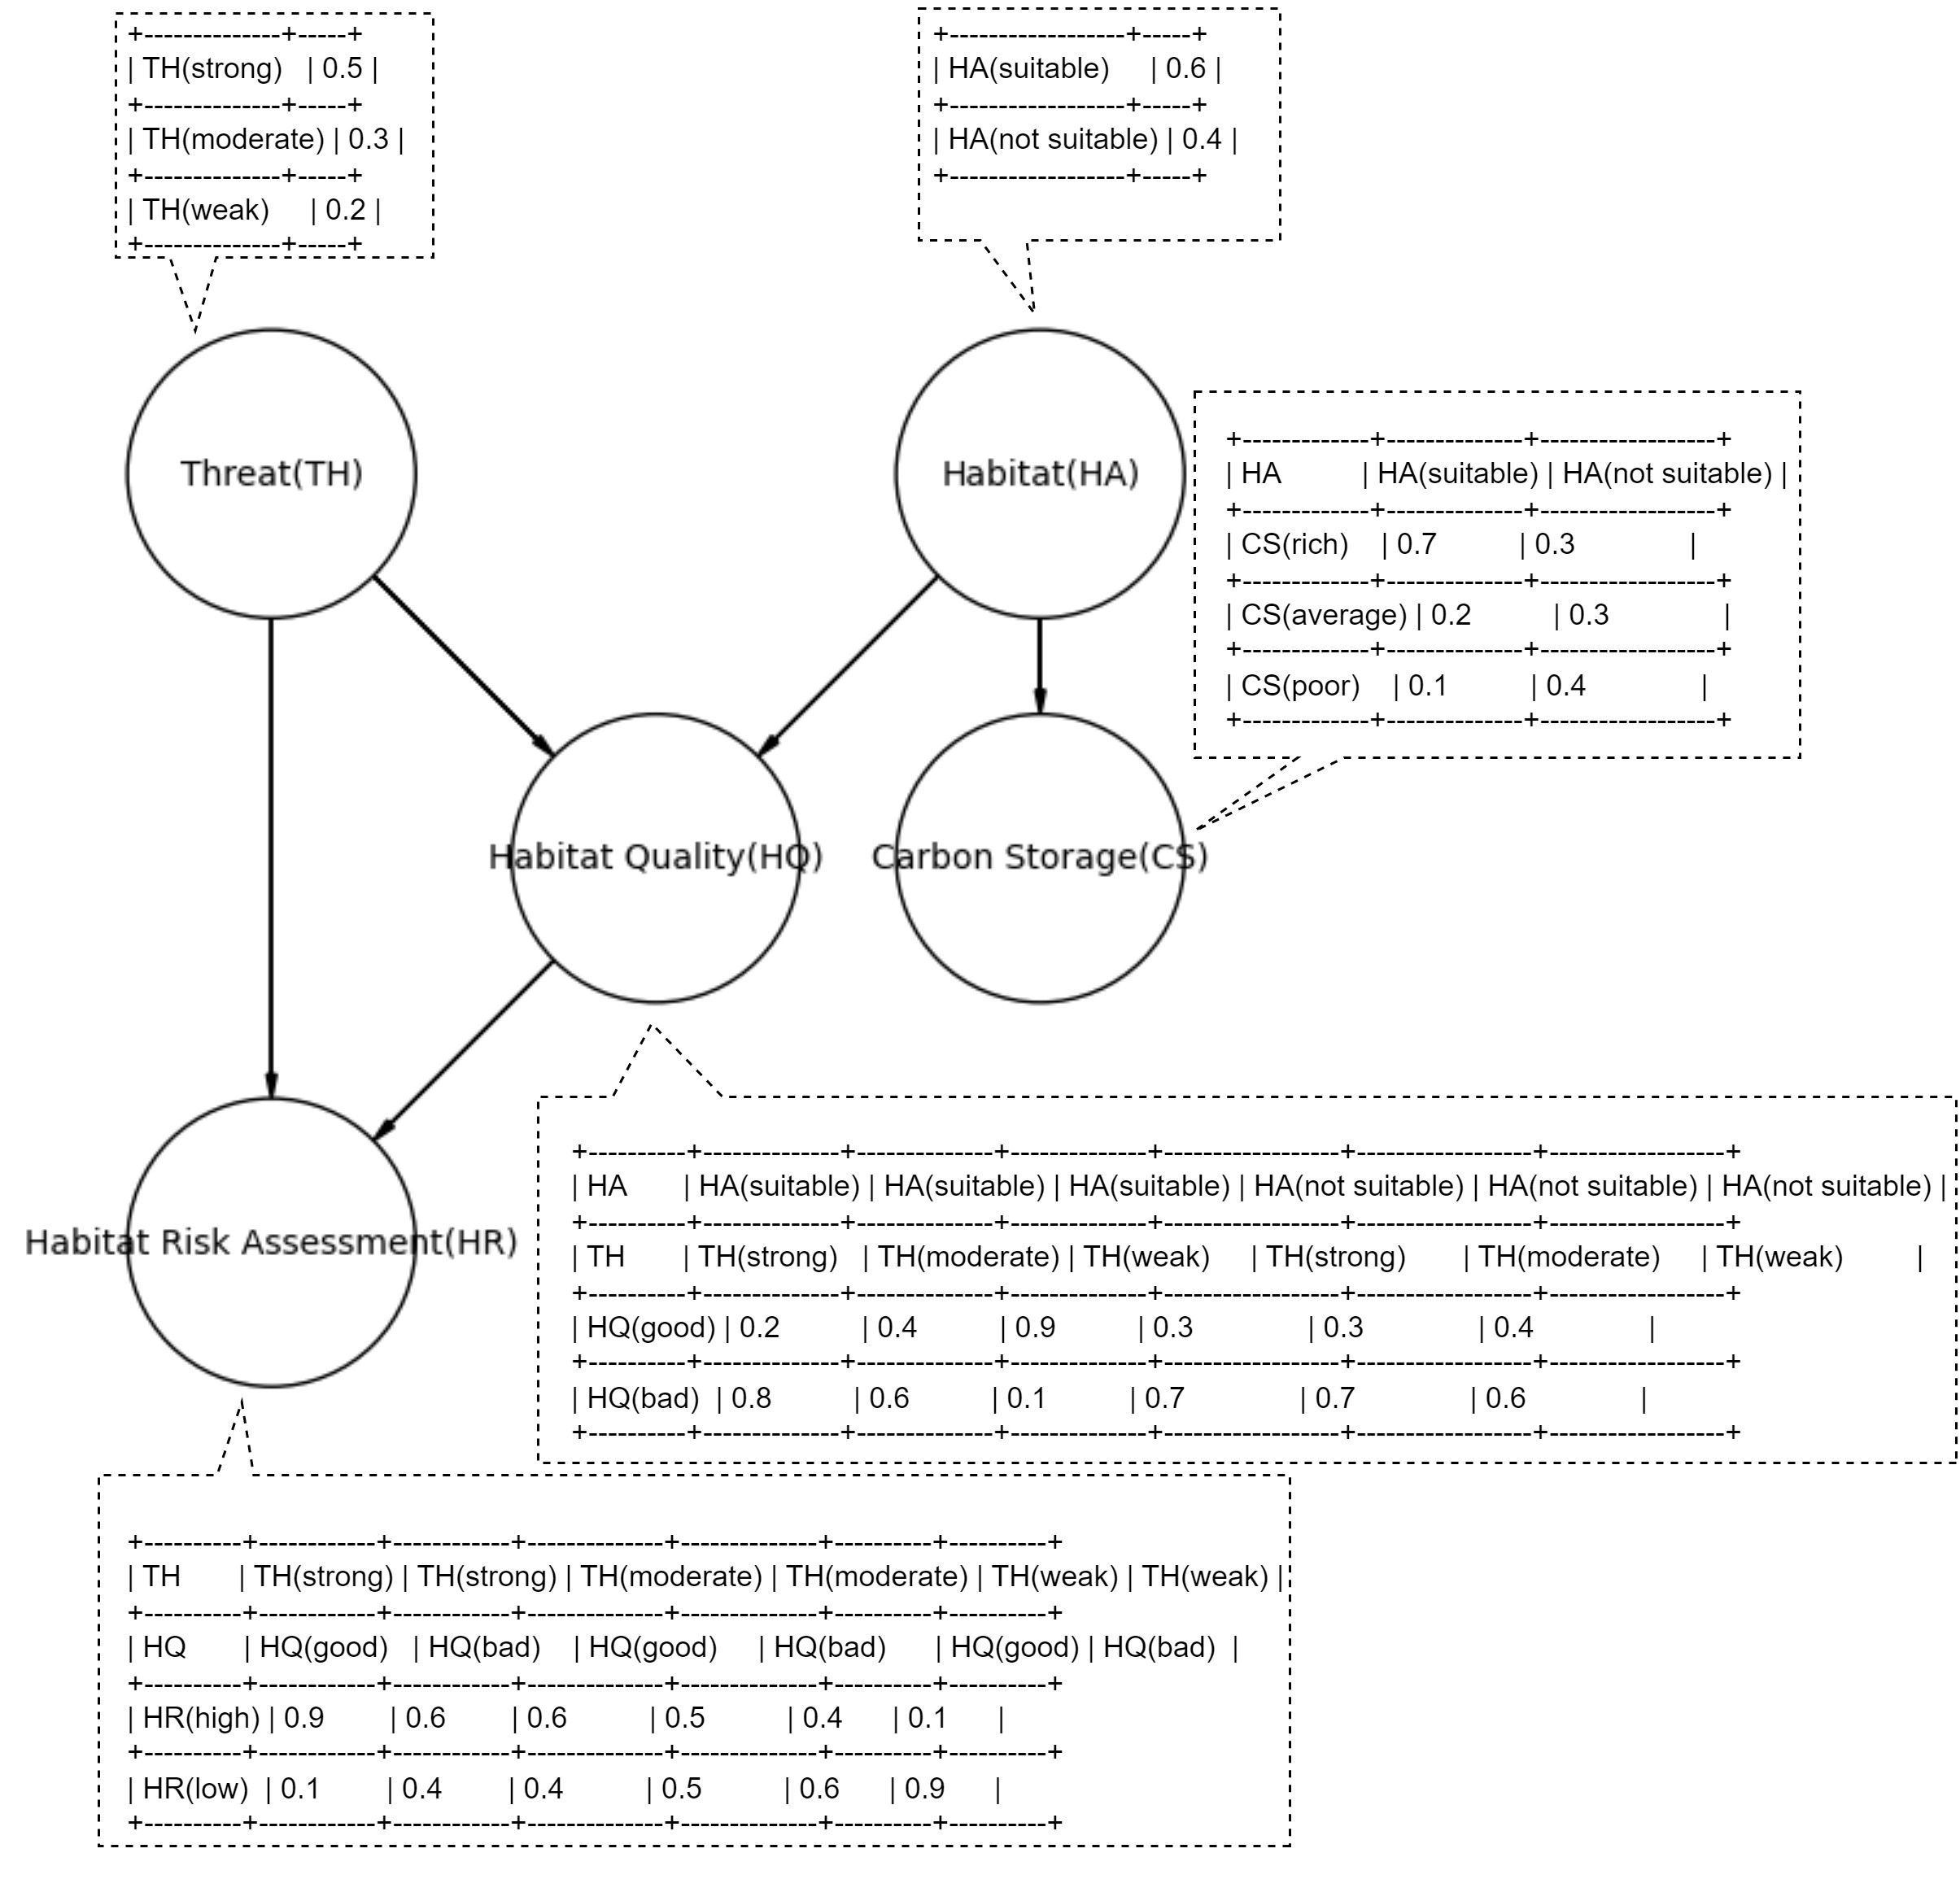 +--------------+-----+
| TH(strong) | 0.5 |
+--------------+-----+
| TH(moderate) | 0.3 |
+--------------+-----+
| TH(weak) | 0.2 |
+--------------+-----+
+------------------+-----+
| HA(suitable) | 0.6 |
+------------------+-----+
| HA(not suitable) | 0.4 |
+------------------+-----+
Threat(TH)
Habitat(HA)
+-------------+--------------+------------------+
| HA | HA(suitable) | HA(not suitable) |
+-------------+--------------+------------------+
| CS(rich) | 0.7 | 0.3 |
+-------------+--------------+------------------+
| CS(average) | 0.2 | 0.3 |
+-------------+--------------+------------------+
| CS(poor) | 0.1 | 0.4 |
+-------------+--------------+------------------+
Habitat Quality(HQ)
Carbon Storage(CS)
+----------+--------------+--------------+--------------+------------------+------------------+------------------+
| HA | HA(suitable) | HA(suitable) | HA(suitable) | HA(not suitable) | HA(not suitable) | HA(not suitable) |
+----------+--------------+--------------+--------------+------------------+------------------+------------------+
| TH | TH(strong) | TH(moderate) | TH(weak) | TH(strong) | TH(moderate) | TH(weak) |
+----------+--------------+--------------+--------------+------------------+------------------+------------------+
| HQ(good) | 0.2 | 0.4 | 0.9 | 0.3 | 0.3 | 0.4 |
+----------+--------------+--------------+--------------+------------------+------------------+------------------+
| HQ(bad) | 0.8 | 0.6 | 0.1 | 0.7 | 0.7 | 0.6 |
+----------+--------------+--------------+--------------+------------------+------------------+------------------+
Habitat Risk Assessment(HR)
+----------+------------+------------+--------------+--------------+----------+----------+
| TH | TH(strong) | TH(strong) | TH(moderate) | TH(moderate) | TH(weak) | TH(weak) |
+----------+------------+------------+--------------+--------------+----------+----------+
| HQ | HQ(good) | HQ(bad) | HQ(good) | HQ(bad) | HQ(good) | HQ(bad) |
+----------+------------+------------+--------------+--------------+----------+----------+
| HR(high) | 0.9 | 0.6 | 0.6 | 0.5 | 0.4 | 0.1 |
+----------+------------+------------+--------------+--------------+----------+----------+
| HR(low) | 0.1 | 0.4 | 0.4 | 0.5 | 0.6 | 0.9 |
+----------+------------+------------+--------------+--------------+----------+----------+